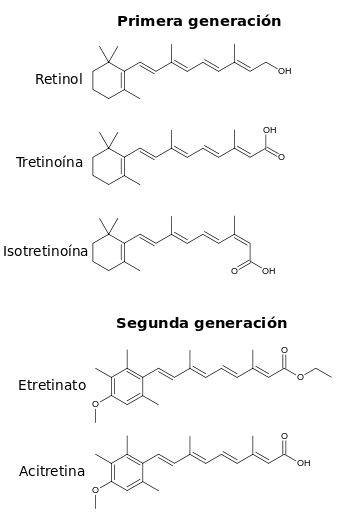 Primera generación
Retinol
OH
OH
Tretinoína
O
Isotretinoína
O
OH
Segunda generación
O
Etretinato
O
O
O
Acitretina
OH
O